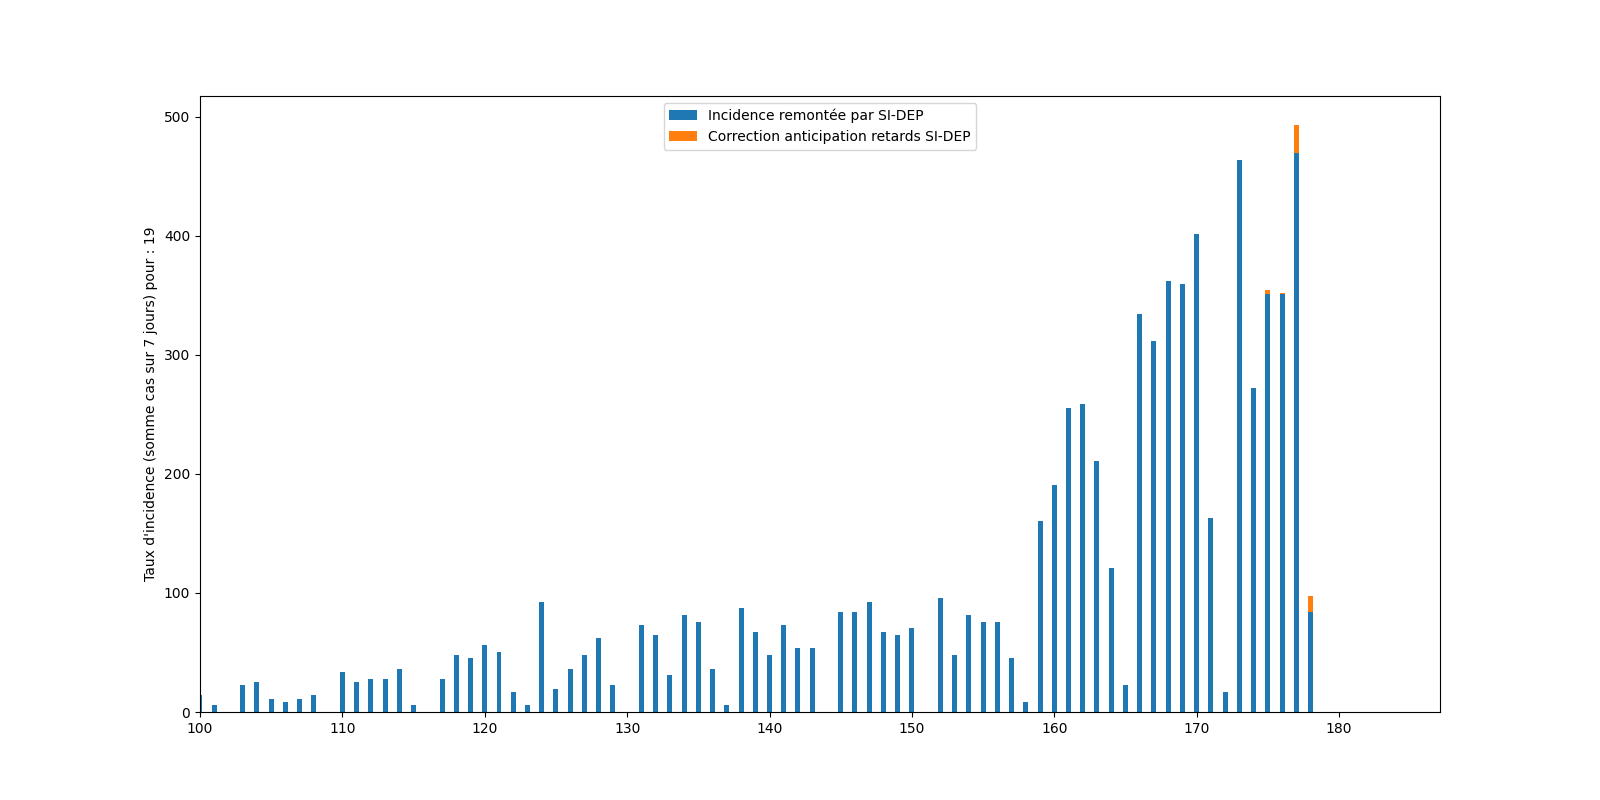 Incidence remontée par SI-DEP
Correction anticipation retards SI-DEP
Taux d'incidence (somme cas sur 7 jours) pour : 19
500
400
300
200
100
0
100 110 120 130 140 150 160 170 180